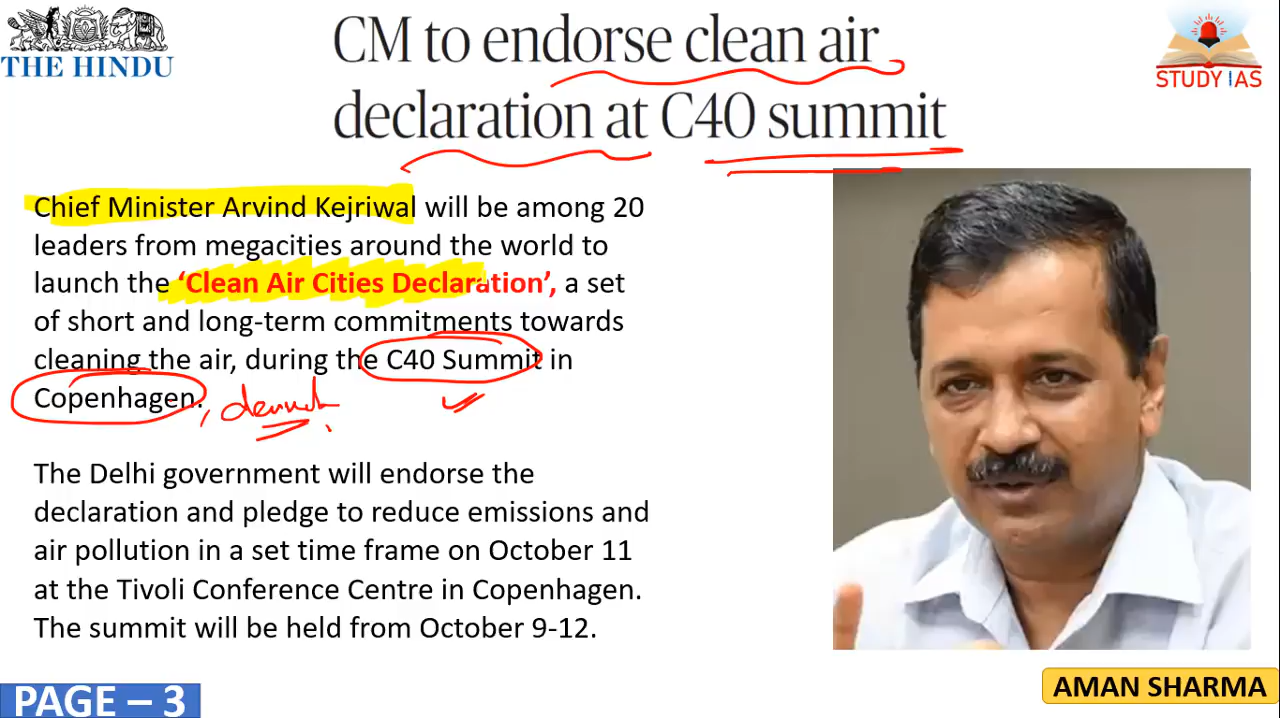 THE HINDU
CM to endorse clean air
declaration at C40 summit
STUDY IAS
Chief Minister Arvind Kejriwal will be among 20
leaders from megacities around the world to
launch the ‘Clean Air Cities Declaration’, a set
of short and long-term commitments towards
cleaning the air, during the C40 Summit in
Copenhagen.
The Delhi government will endorse the
declaration and pledge to reduce emissions and
air pollution in a set time frame on October 11
at the Tivoli Conference Centre in Copenhagen.
The summit will be held from October 9-12.
PAGE – 3
AMAN SHARMA